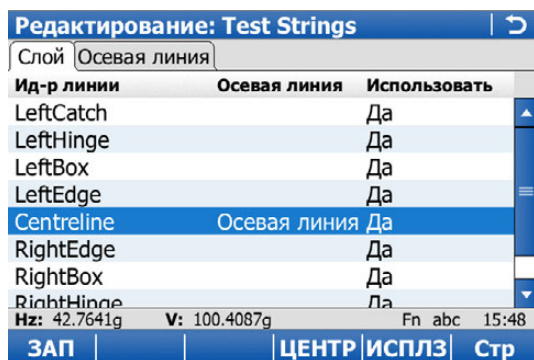 Редактирование: Test Strings
Слой Осевая линия
Ид-р линии Осевая линия Использовать
LeftCatch Да
LeftHinge Да
LeftBox Да
LeftEdge Да
Centreline Осевая линия Да
RightEdge Да
RightBox Да
RightHinge Да
Hz: 42.7641g V: 100.4087g Fn abc 15:48
ЗАП ЦЕНТР ИСПЛЗ Стр